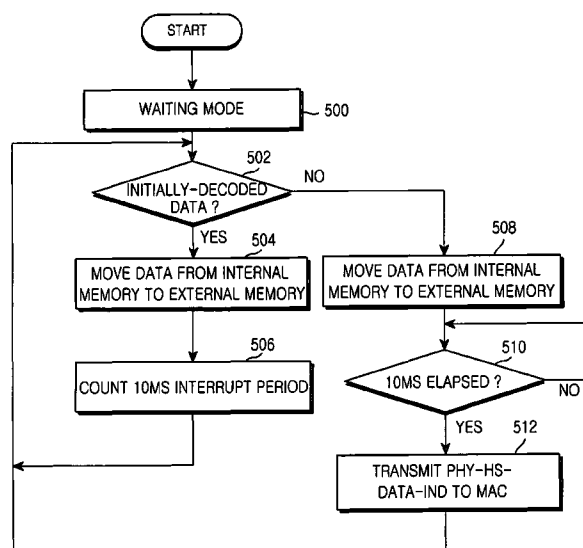 START
WAITING MODE
500
502
INITIALLY-DECODED
DATA ?
NO
YES
504
MOVE DATA FROM INTERNAL
MEMORY TO EXTERNAL MEMORY
508
MOVE DATA FROM INTERNAL
MEMORY TO EXTERNAL MEMORY
506
COUNT 10MS INTERRUPT PERIOD
510
10MS ELAPSED ?
NO
YES
512
TRANSMIT PHY-HS-
DATA-IND TO MAC